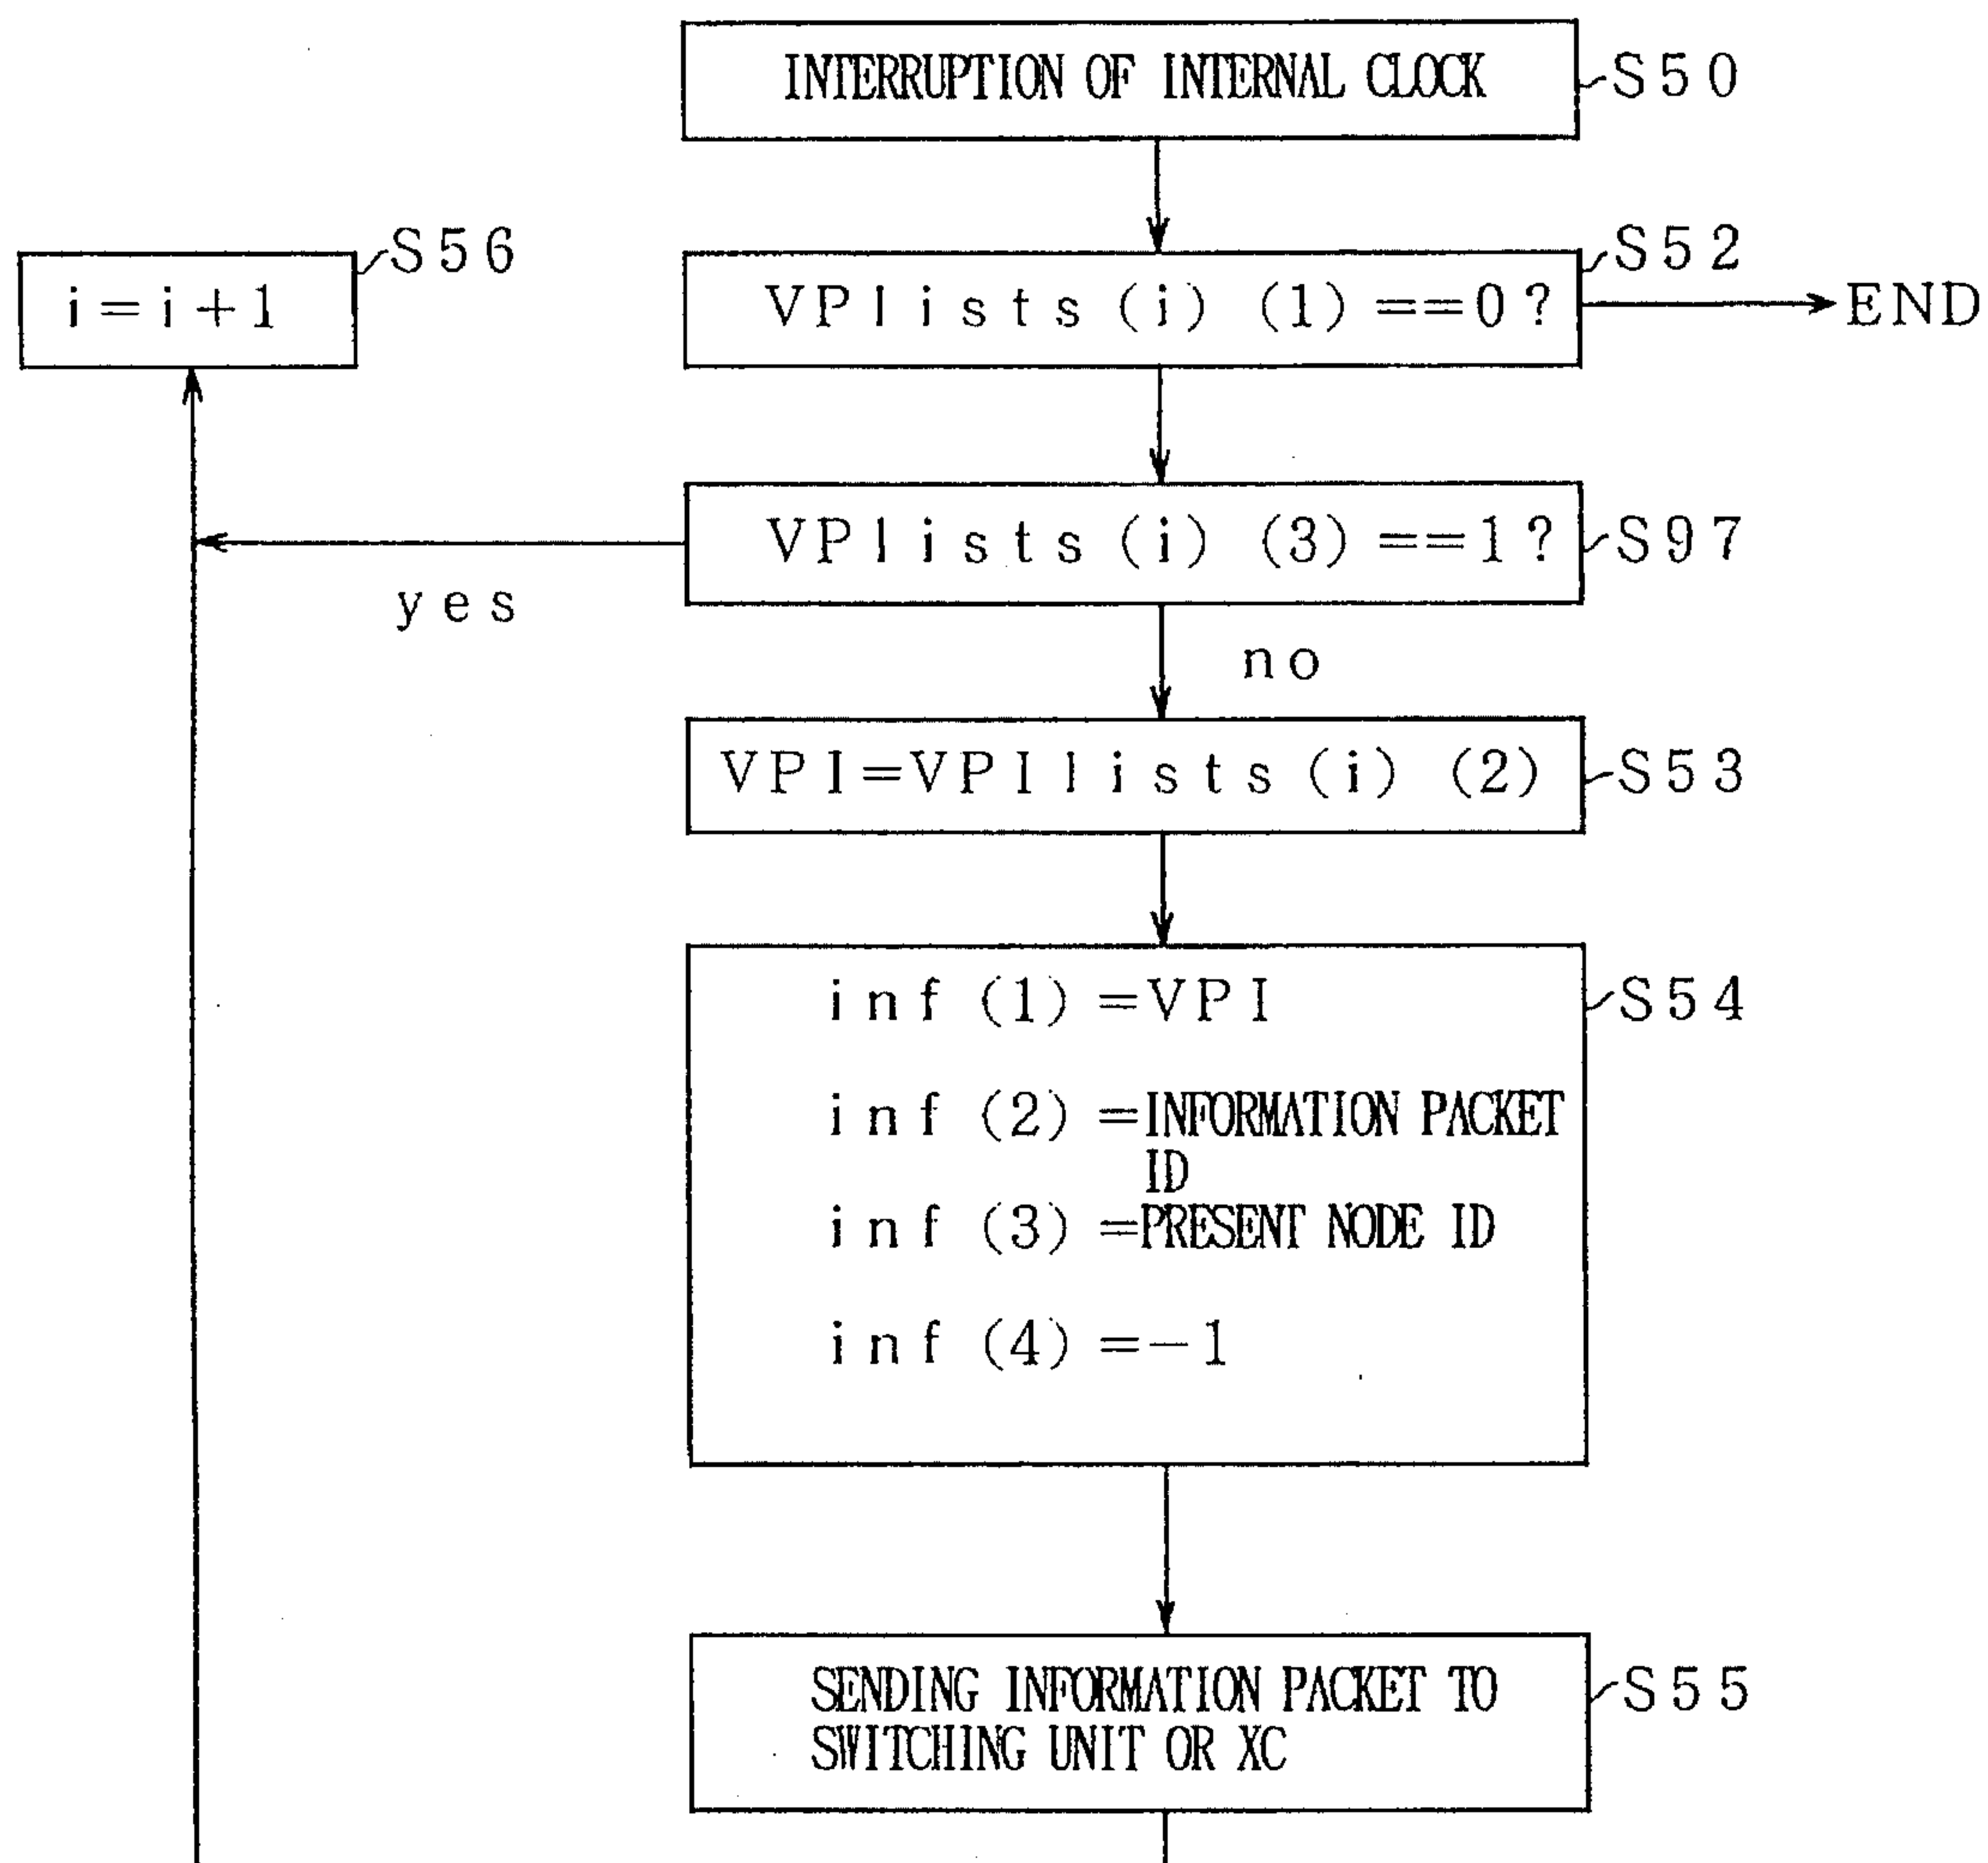 INTERRUPTION OF INTERNAL CLOCK
S50
S56
i=i+1
S52
VPlists(i) (1)==0?
END
VPlists(i) (3)==1?
S97
yes
no
VPI=VPIlists(i) (2)
S53
inf (1)=VPI
S54
inf (2)=INFORMATION PACKET
ID
inf (3)=PRESENT NODE ID
inf (4)=-1
SENDING INFORMATION PACKET TO
SWITCHING UNIT OR XC
S55